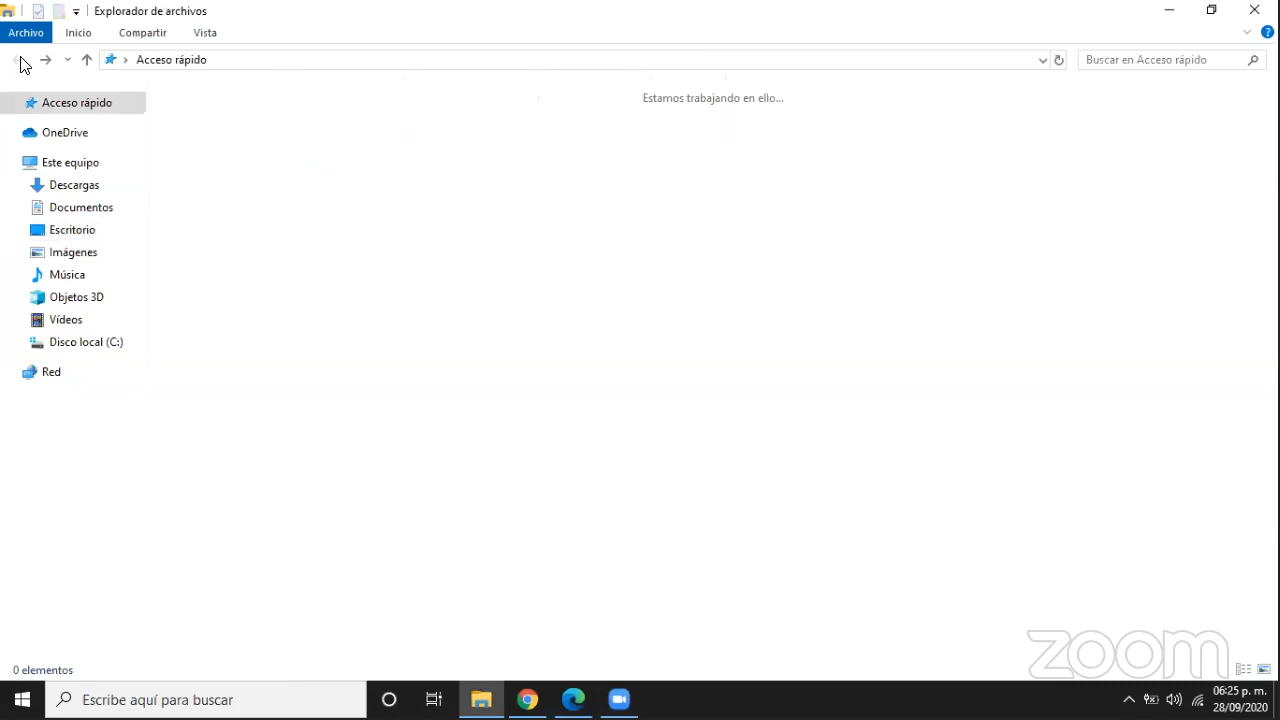 Explorador de archivos
Archivo Inicio Compartir Vista
Acceso rápido
Buscar en Acceso rápido
Acceso rápido
Estamos trabajando en ello...
OneDrive
Este equipo
Descargas
Documentos
Escritorio
Imágenes
Música
Objetos 3D
Vídeos
Disco local (C:)
Red
zoom
0 elementos
Escribe aquí para buscar
06:25 p. m.
28/09/2020